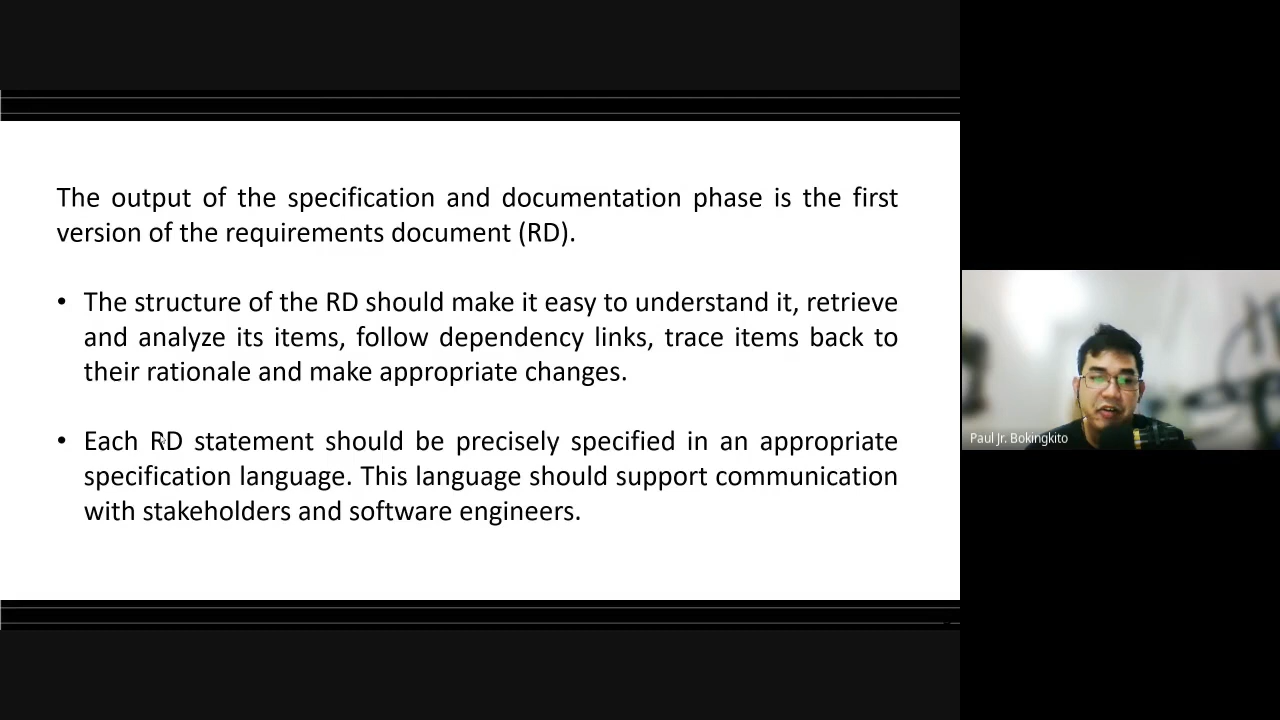 The output of the specification and documentation phase is the first
version of the requirements document (RD).
• The structure of the RD should make it easy to understand it, retrieve
and analyze its items, follow dependency links, trace items back to
their rationale and make appropriate changes.
• Each RD statement should be precisely specified in an appropriate
specification language. This language should support communication
with stakeholders and software engineers.
Paul Jr. Bokingkito